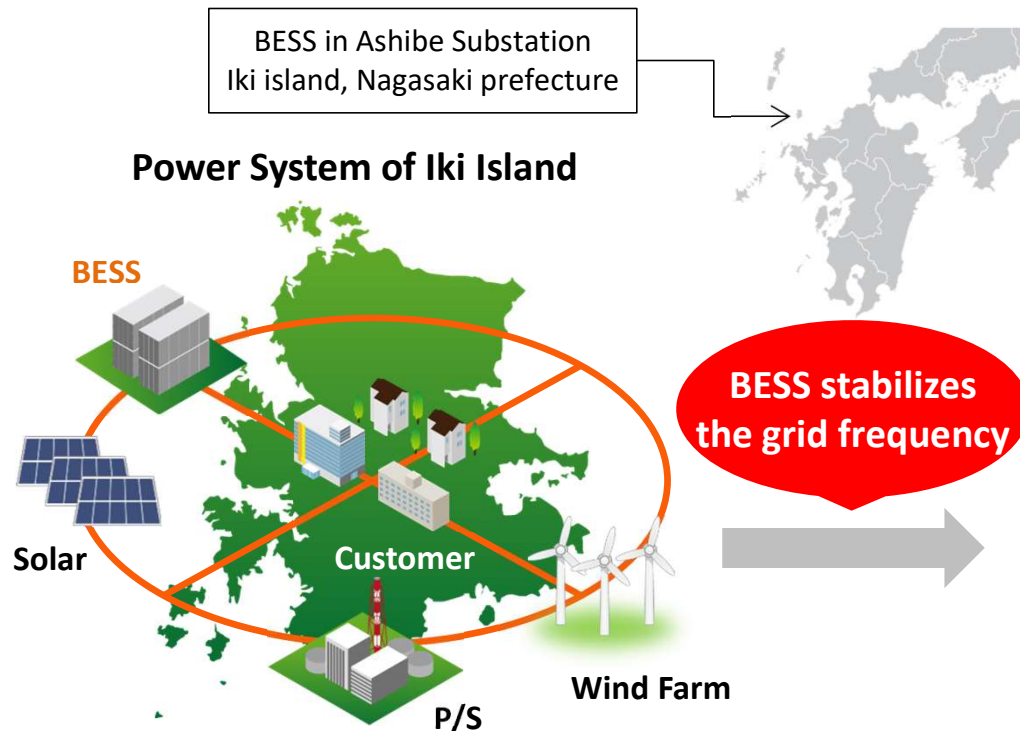 BESS in Ashibe Substation
Iki island, Nagasaki prefecture
Power System of Iki Island
BESS
BESS stabilizes
the grid frequency
Solar
Customer
Wind Farm
P/S